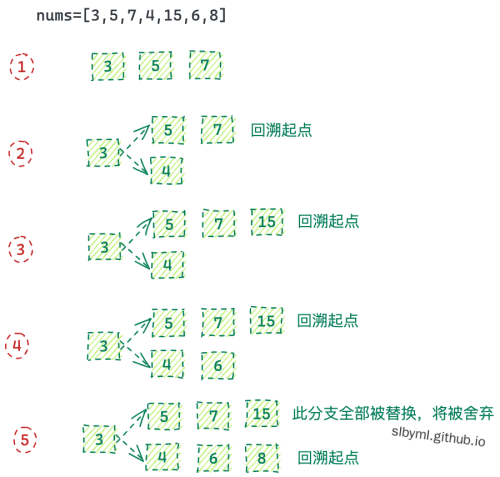 nums=[3,5,7,4,15,6,8]
1 3 5 7
2 3 5 7 回溯起点
4
3 3 5 7 15 回溯起点
4
4 3 5 7 15 回溯起点
4 6
5 3 5 7 15 此分支全部被替换，将被舍弃
slbyml.github.io
4 6 8 回溯起点